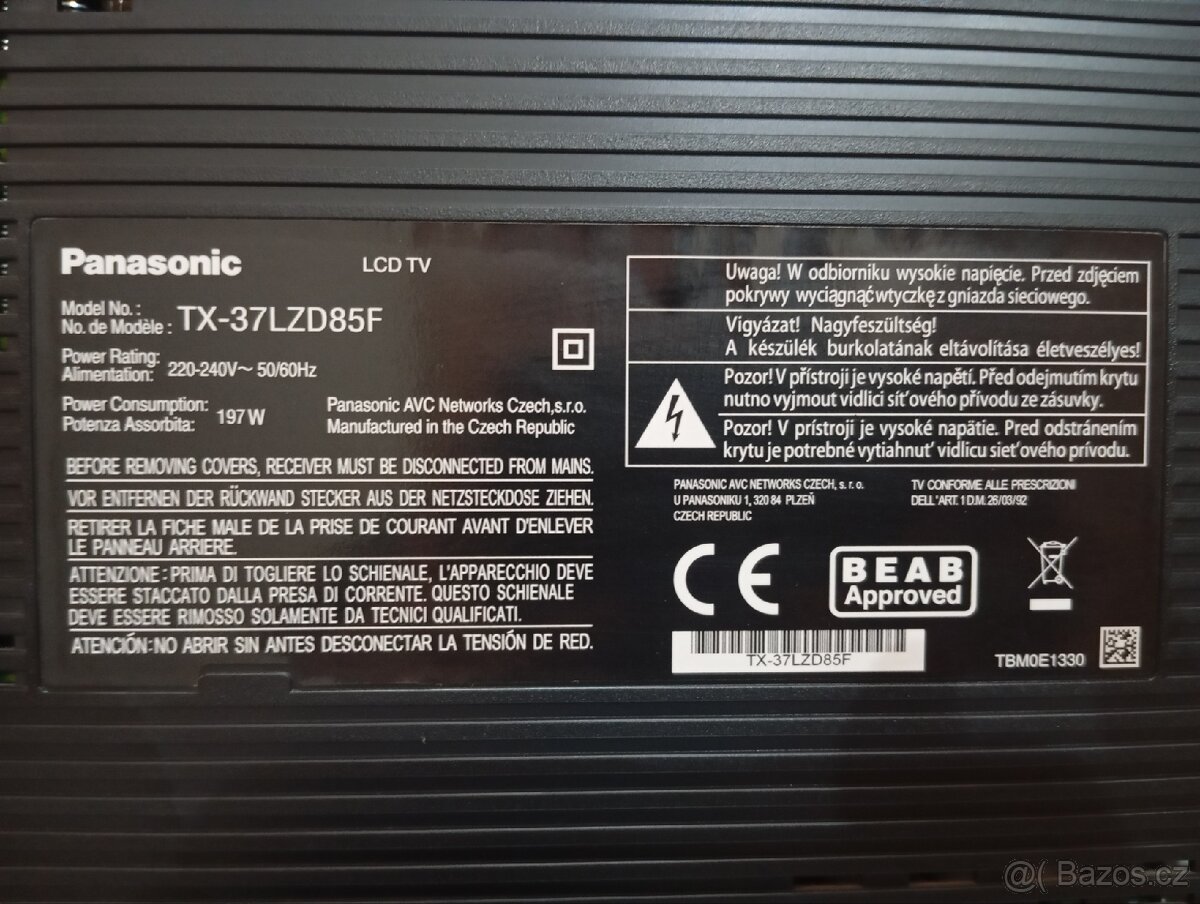 Panasonic
LCD TV
Model No. :
No. de Modèle : TX-37LZD85F
Power Rating:
Alimentation: 220-240V~ 50/60Hz
Power Consumption:
Potenza Assorbita: 197 W
Panasonic AVC Networks Czech,s.r.o.
Manufactured in the Czech Republic
BEFORE REMOVING COVERS, RECEIVER MUST BE DISCONNECTED FROM MAINS.
VOR ENTFERNEN DER RÜCKWAND STECKER AUS DER NETZSTECKDOSE ZIEHEN.
RETIRER LA FICHE MALE DE LA PRISE DE COURANT AVANT D'ENLEVER
LE PANNEAU ARRIERE.
ATTENZIONE: PRIMA DI TOGLIERE LO SCHIENALE, L'APPARECCHIO DEVE
ESSERE STACCATO DALLA PRESA DI CORRENTE. QUESTO SCHIENALE
DEVE ESSERE RIMOSSO SOLAMENTE DA TECNICI QUALIFICATI.
ATENCIÓN: NO ABRIR SIN ANTES DESCONECTAR LA TENSIÓN DE RED.
Uwaga! W odbiorniku wysokie napięcie. Przed zdjęciem
pokrywy wyciągnąć wtyczkę z gniazda sieciowego.
Vigyázat! Nagyfeszültség!
A készülék burkolatának eltávolítása életveszélyes!
Pozor! V přístroji je vysoké napětí. Před odejmutím krytu
nutno vyjmout vidlici síťového přívodu ze zásuvky.
Pozor! V prístroji je vysoké napätie. Pred odstránením
krytu je potrebné vytiahnuť vidlicu sieťového prívodu.
PANASONIC AVC NETWORKS CZECH, s. r. o.
U PANASONIKU 1, 320 84 PLZEŇ
CZECH REPUBLIC
TV CONFORME ALLE PRESCRIZIONI
DELL'ART. 1 D.M. 26/03/92
CE
BEAB
Approved
TX-37LZD85F
TBM0E1330
@( Bazos.cz